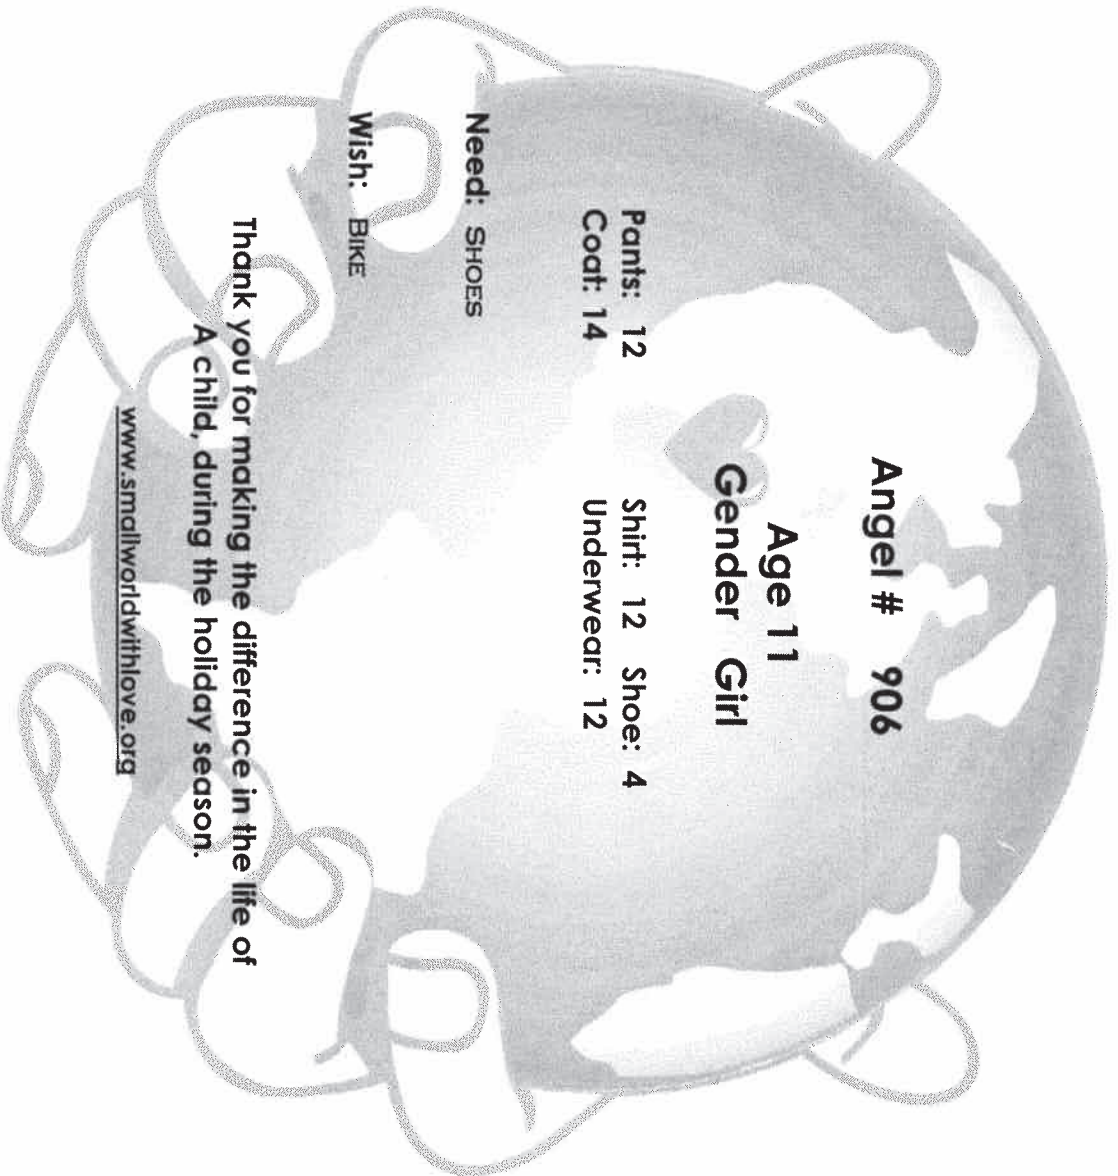 Angel # 906
Age 11
Gender Girl
Pants: 12 Shirt: 12 Shoe: 4
Coat: 14 Underwear: 12
Need: SHOES
Wish: BIKE
Thank you for making the difference in the life of
A child, during the holiday season.
www.smallworldwithlove.org